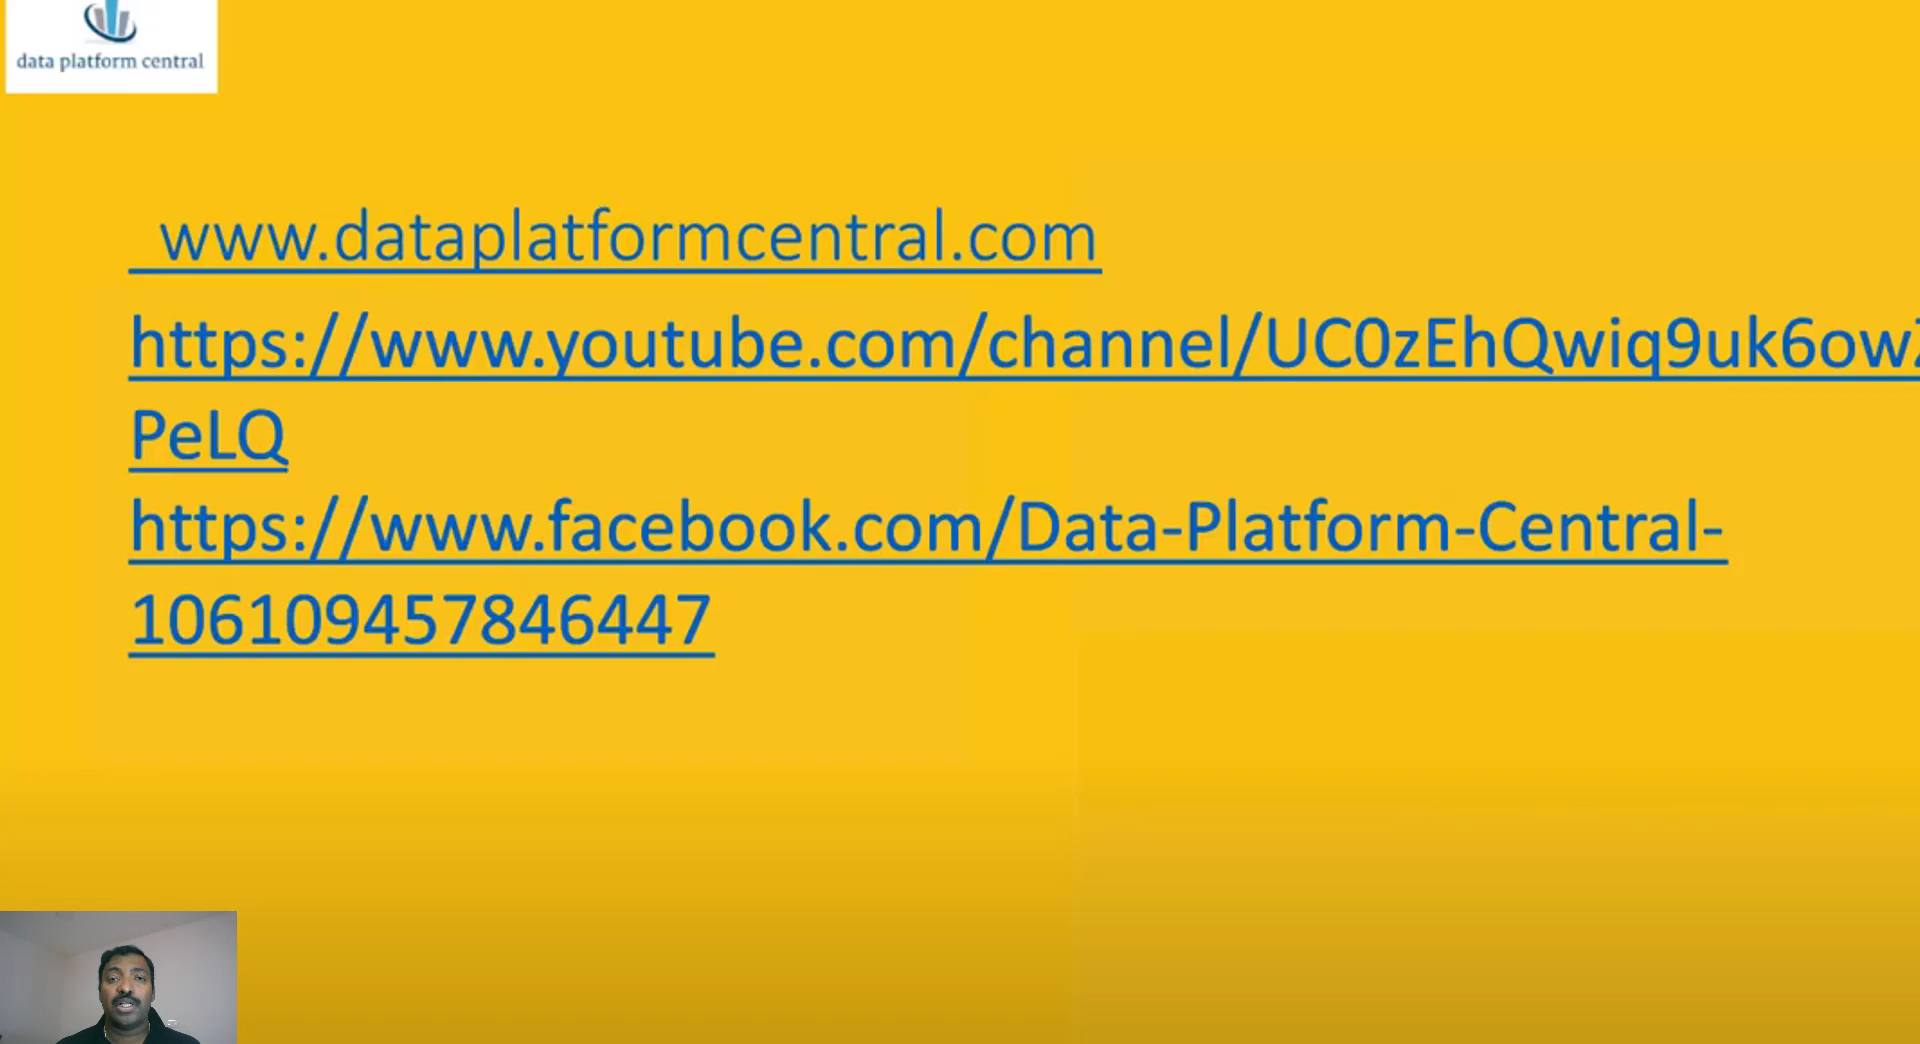 data platform central
www.dataplatformcentral.com
https://www.youtube.com/channel/UC0zEhQwiq9uk6owZ
PeLQ
https://www.facebook.com/Data-Platform-Central-
106109457846447